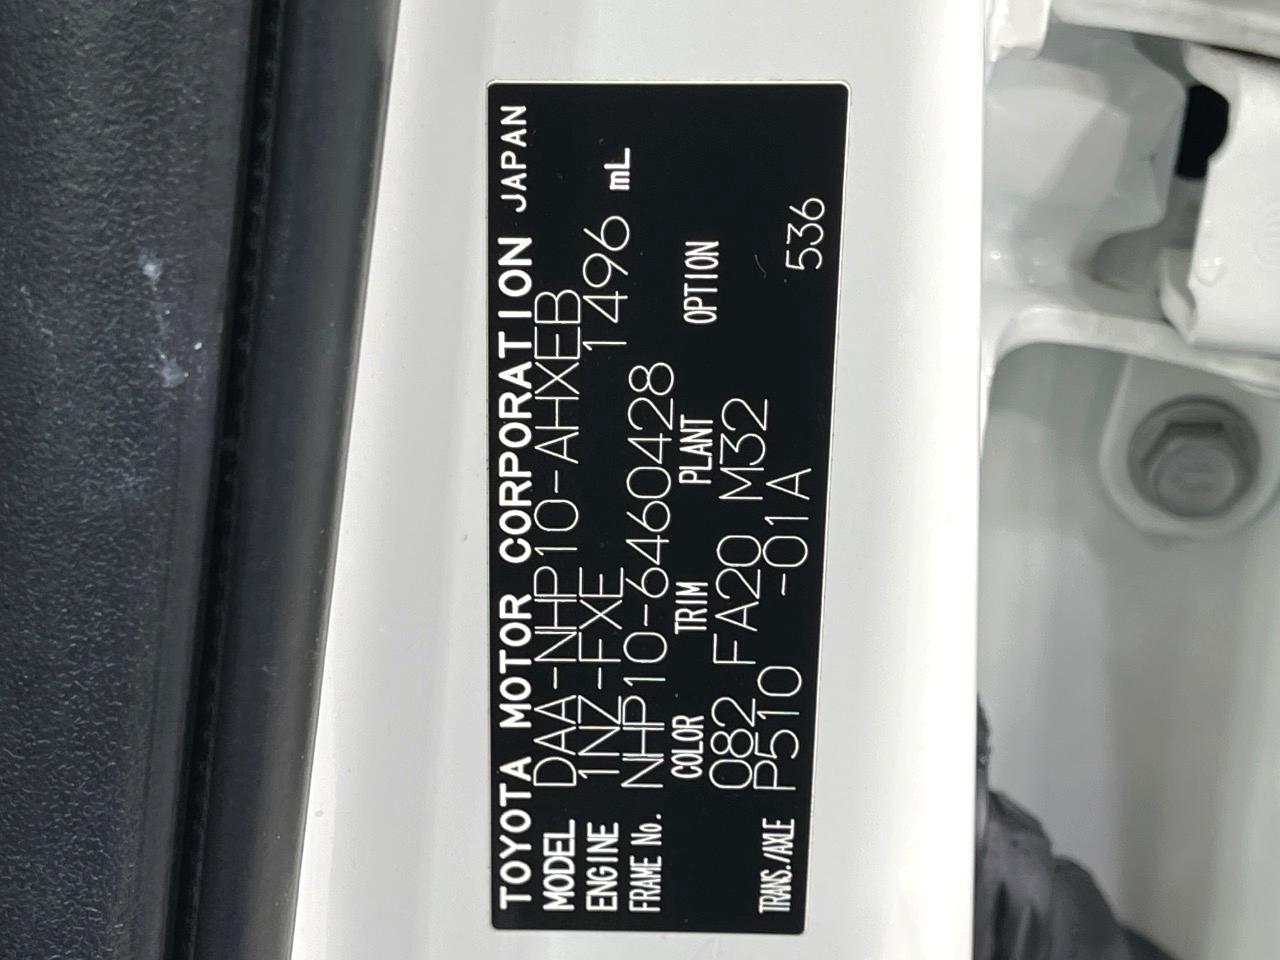 TOYOTA MOTOR CORPORATION JAPAN
MODEL DAA-NHP10-AHXEB
ENGINE 1NZ-FXE 1496 mL
FRAME No. NHP10-6460428
COLOR TRIM PLANT OPTION
082 FA20 M32
TRANS./AXLE P510 -01A 536